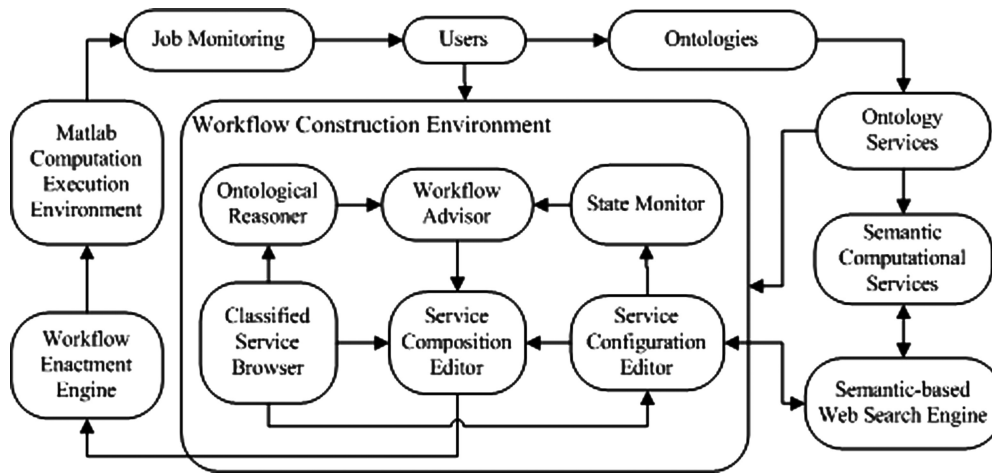 Job Monitoring
Users
Ontologies
Matlab
Computation
Execution
Environment
Workflow Construction Environment
Ontology
Services
Ontological
Reasoner
Workflow
Advisor
State Monitor
Semantic
Computational
Services
Workflow
Enactment
Engine
Classified
Service
Browser
Service
Composition
Editor
Service
Configuration
Editor
Semantic-based
Web Search Engine